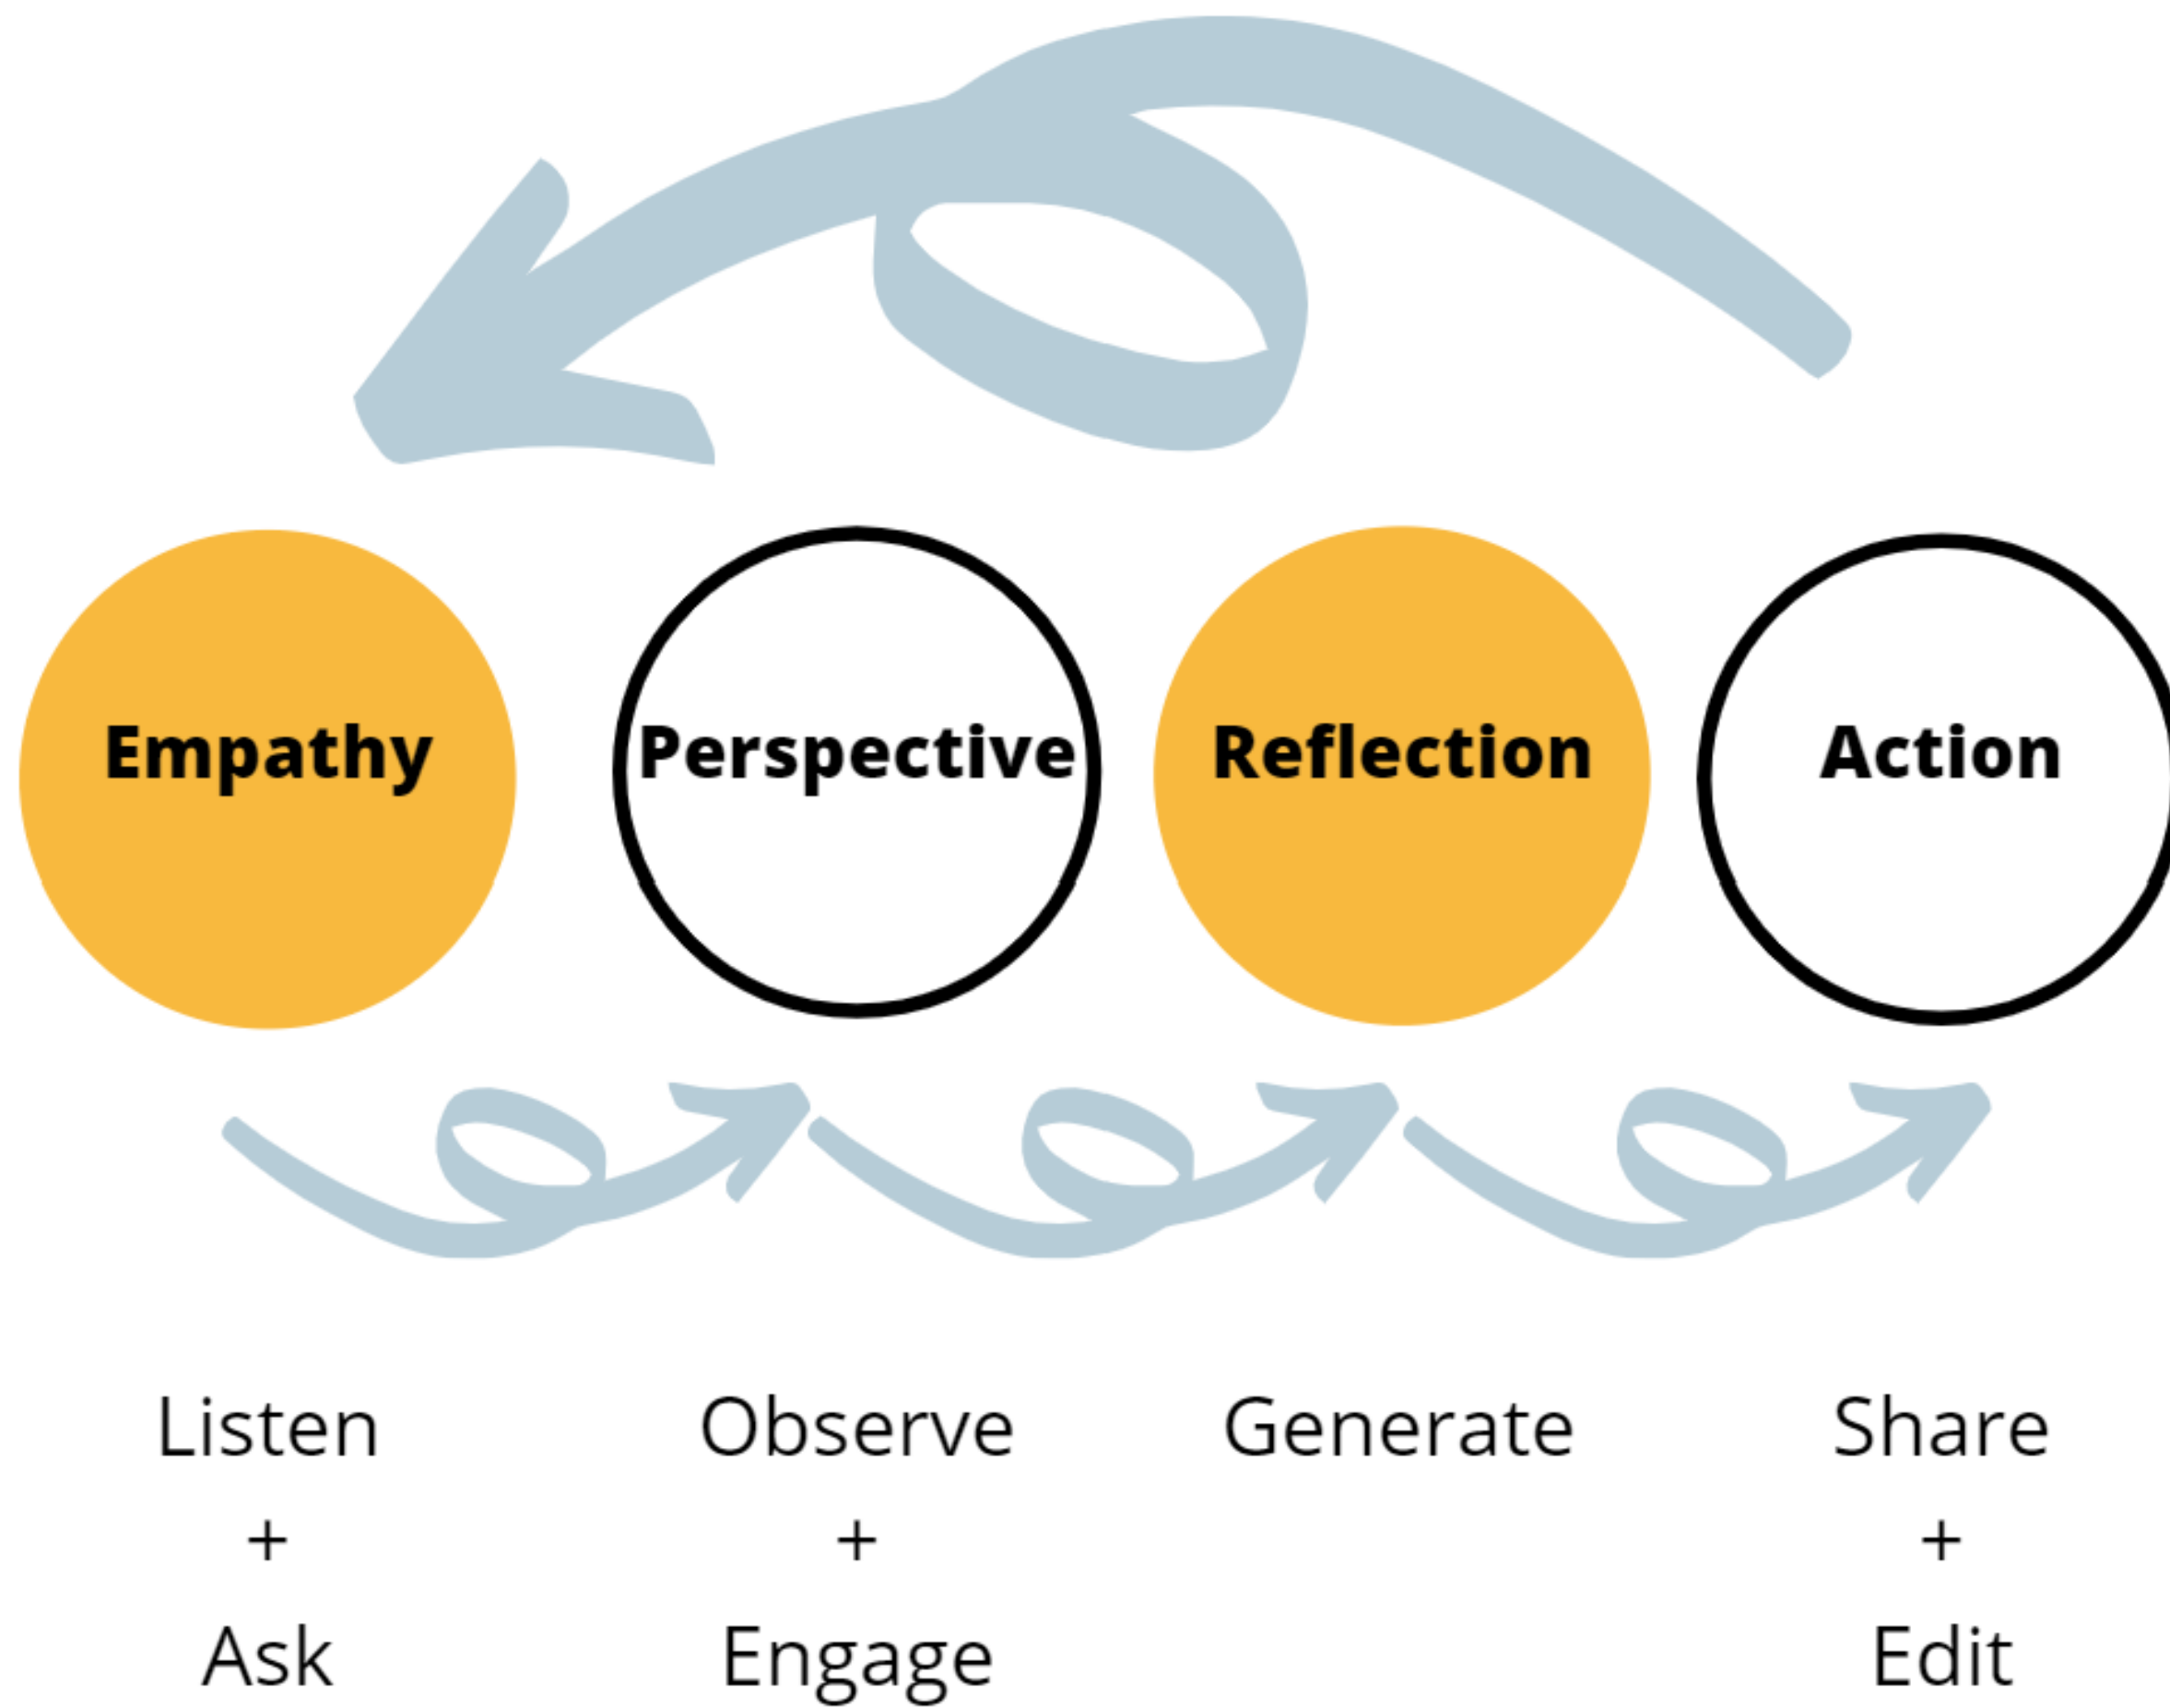 Empathy
Perspective
Reflection
Action
Listen
+
Ask
Observe
+
Engage
Generate
Share
+
Edit